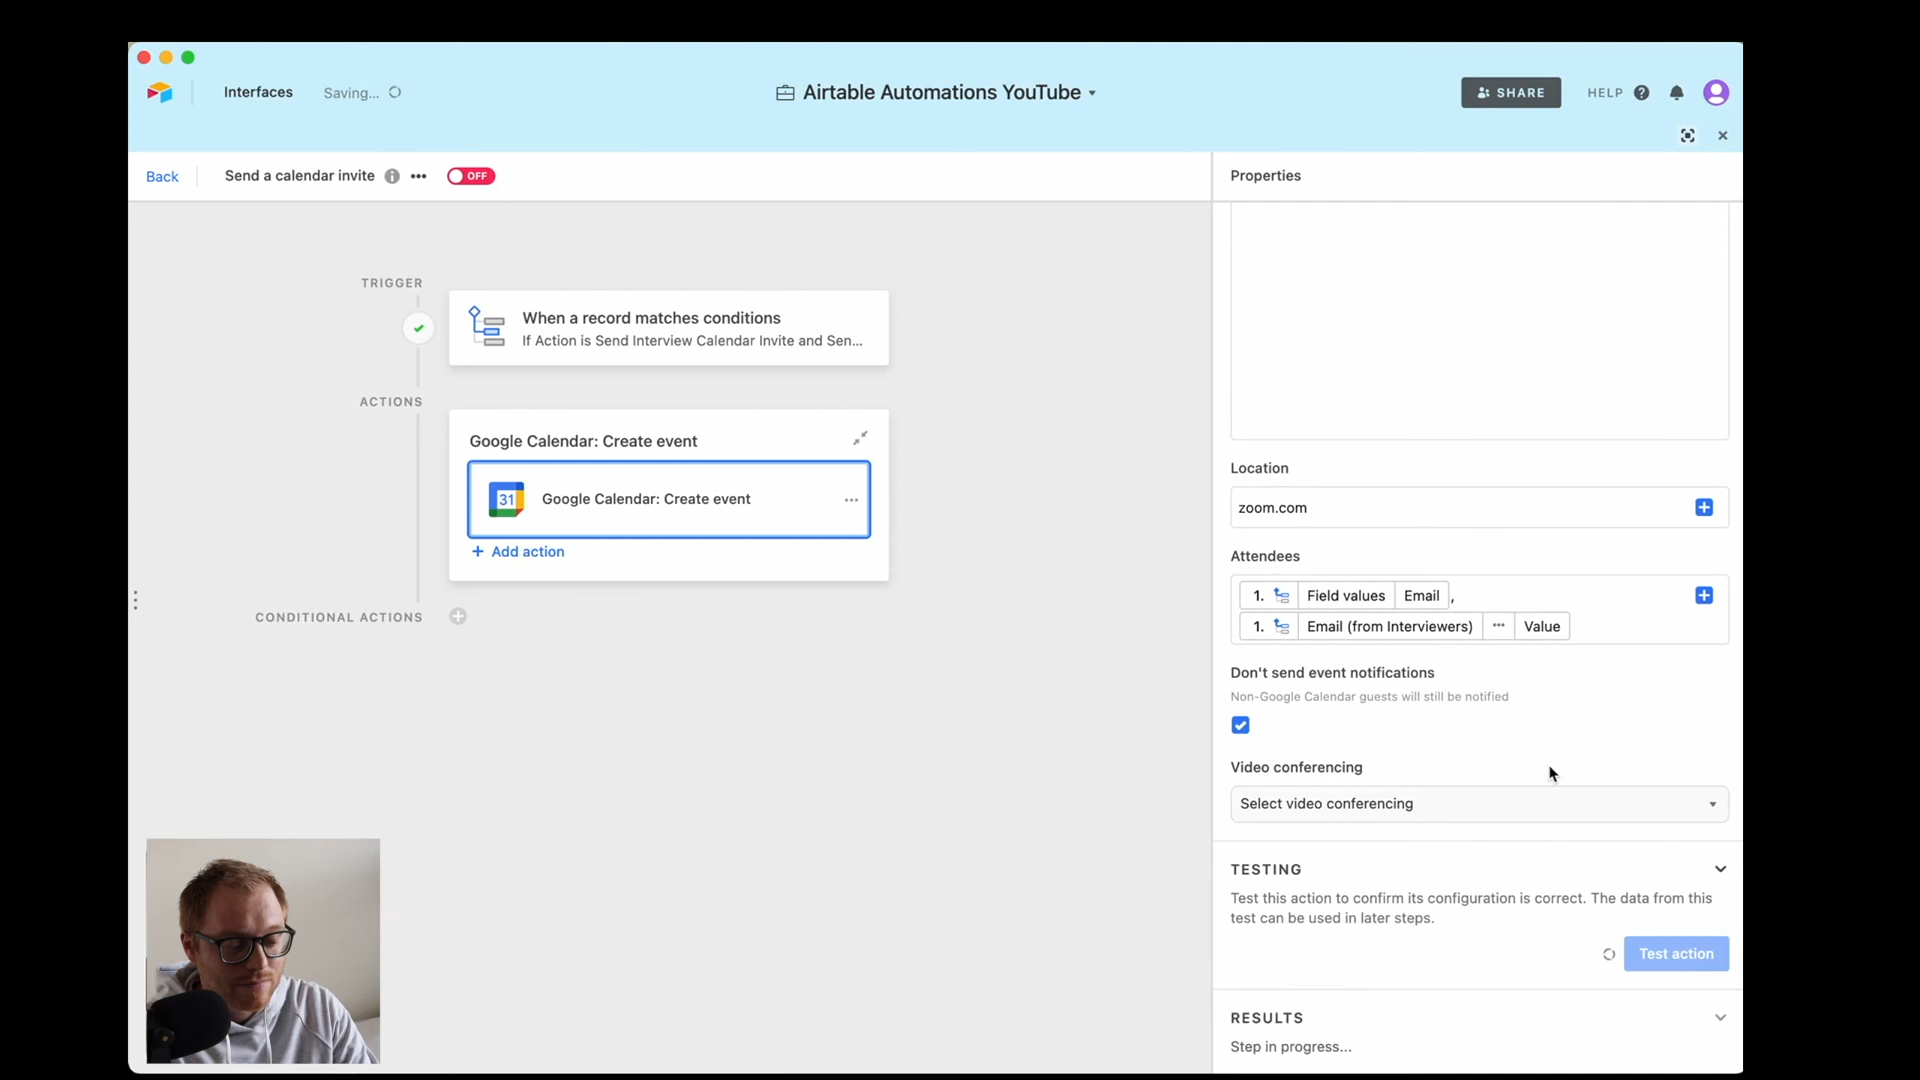 Interfaces
Saving...
Airtable Automations YouTube
SHARE
HELP
Back
Send a calendar invite
OFF
Properties
TRIGGER
When a record matches conditions
If Action is Send Interview Calendar Invite and Sen...
ACTIONS
Google Calendar: Create event
31
Google Calendar: Create event
+ Add action
CONDITIONAL ACTIONS
Location
zoom.com
Attendees
1. Field values Email ,
1. Email (from Interviewers) ... Value
Don't send event notifications
Non-Google Calendar guests will still be notified
Video conferencing
Select video conferencing
TESTING
Test this action to confirm its configuration is correct. The data from this
test can be used in later steps.
Test action
RESULTS
Step in progress...